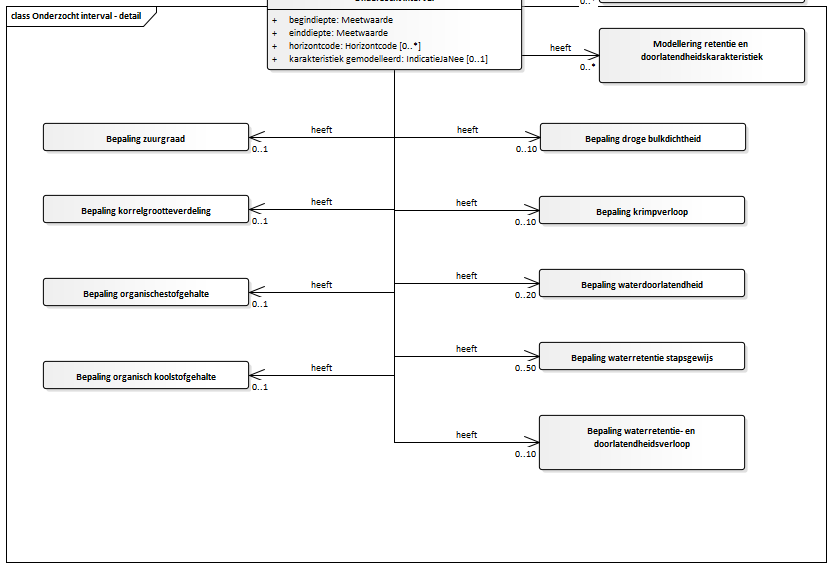 0..
class Onderzocht interval - detail
+ begindiepte: Meetwaarde
+ einddiepte: Meetwaarde
+ horizontcode: Horizontcode [0..*]
+ karakteristiek gemodelleerd: IndicatieJaNee [0..1]
heeft
0..*
Modellering retentie en
doorlatendheidskarakteristiek
Bepaling zuurgraad
0..1
heeft
heeft
0..10
Bepaling droge bulkdichtheid
Bepaling korrelgrootteverdeling
0..1
heeft
heeft
0..10
Bepaling krimpverloop
Bepaling organischestofgehalte
0..1
heeft
heeft
0..20
Bepaling waterdoorlatendheid
Bepaling organisch koolstofgehalte
0..1
heeft
heeft
0..50
Bepaling waterretentie stapsgewijs
heeft
0..10
Bepaling waterretentie- en
doorlatendheidsverloop